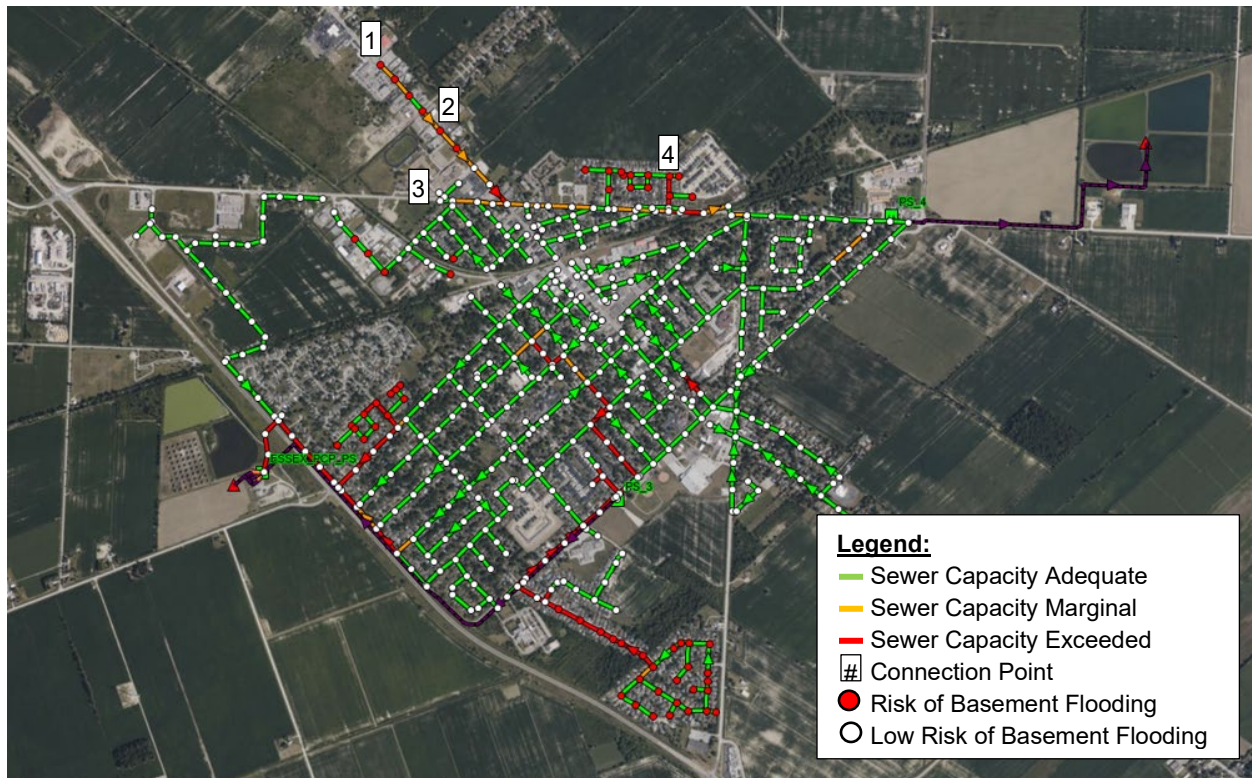 1
2
4
3
PS_4
ESSEX_PCP_PS
PS_3
Legend:
Sewer Capacity Adequate
Sewer Capacity Marginal
Sewer Capacity Exceeded
# Connection Point
Risk of Basement Flooding
Low Risk of Basement Flooding